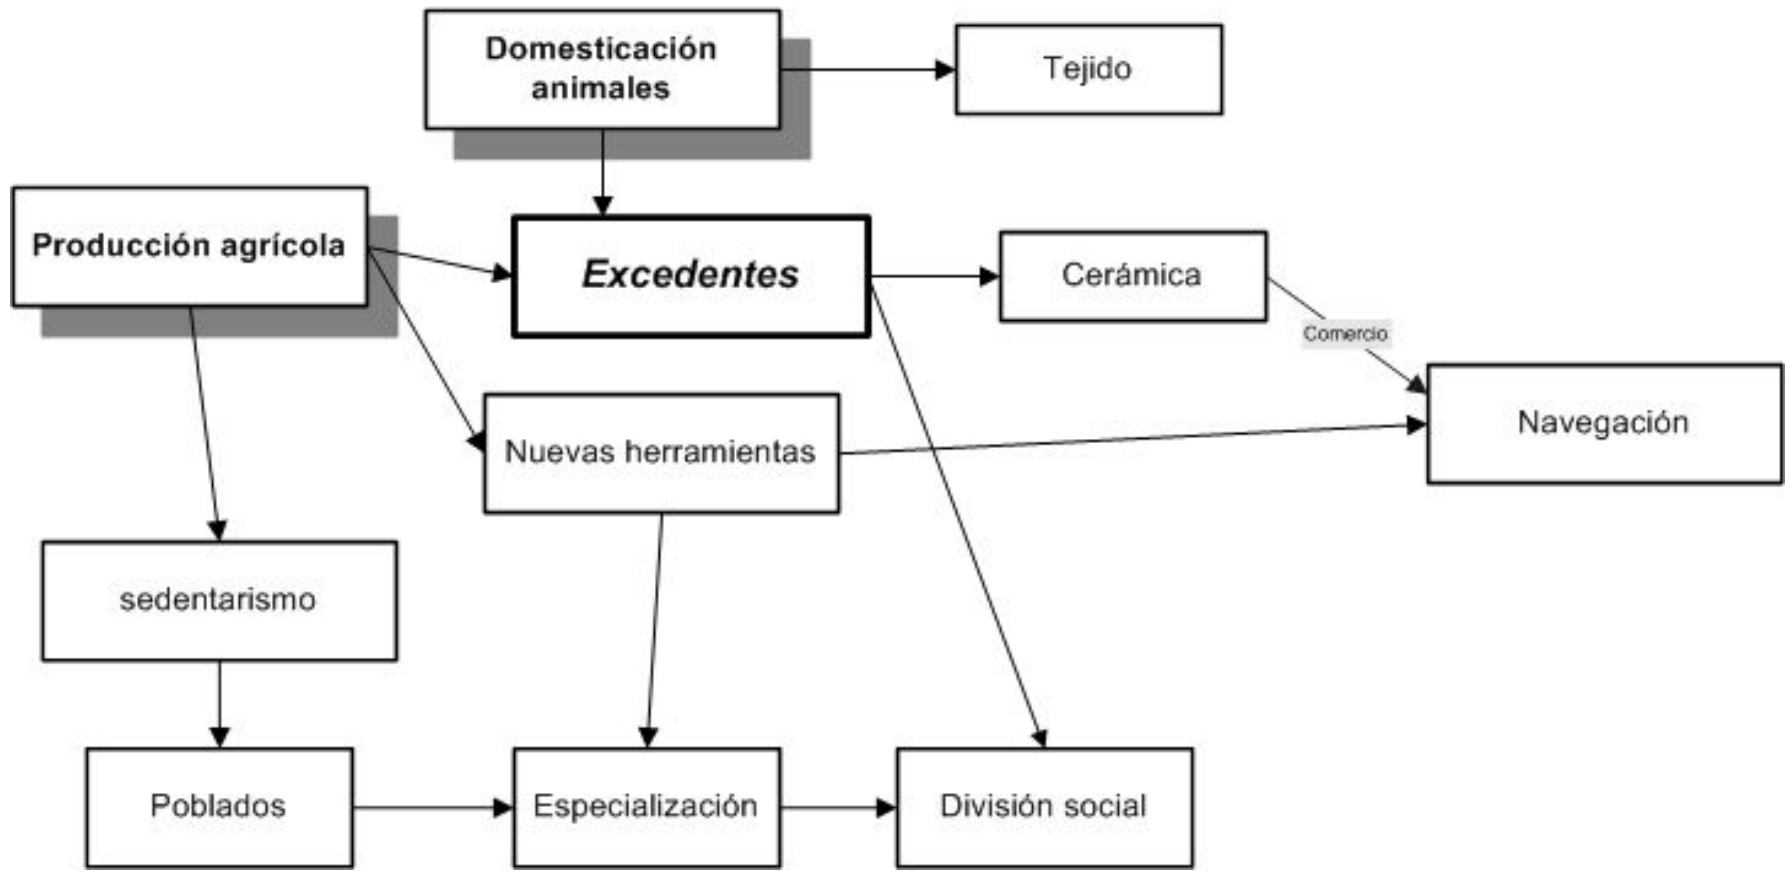 Domesticación
animales
Tejido
Producción agrícola
Excedentes
Cerámica
Comercio
Navegación
Nuevas herramientas
sedentarismo
Poblados
Especialización
División social